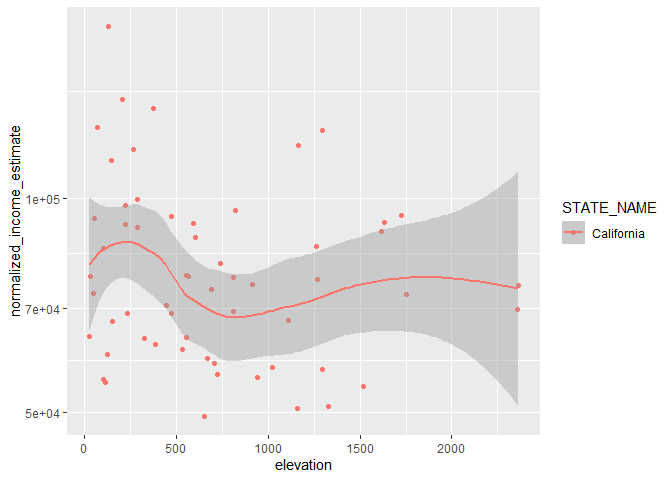 normalized_income_estimate
1e+05
7e+04
5e+04
0
500
1000
1500
2000
elevation
STATE_NAME
California